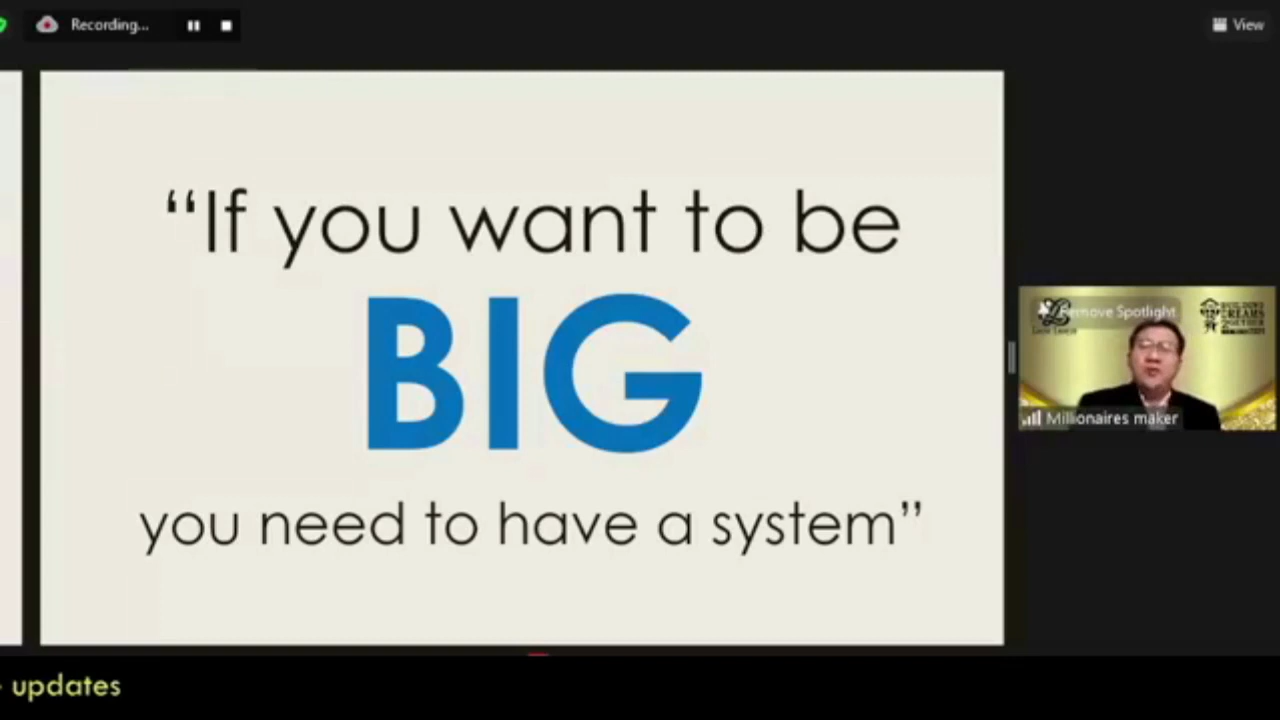 Recording...
View
“If you want to be
BIG
you need to have a system”
Remove Spotlight
Millionaires maker
updates